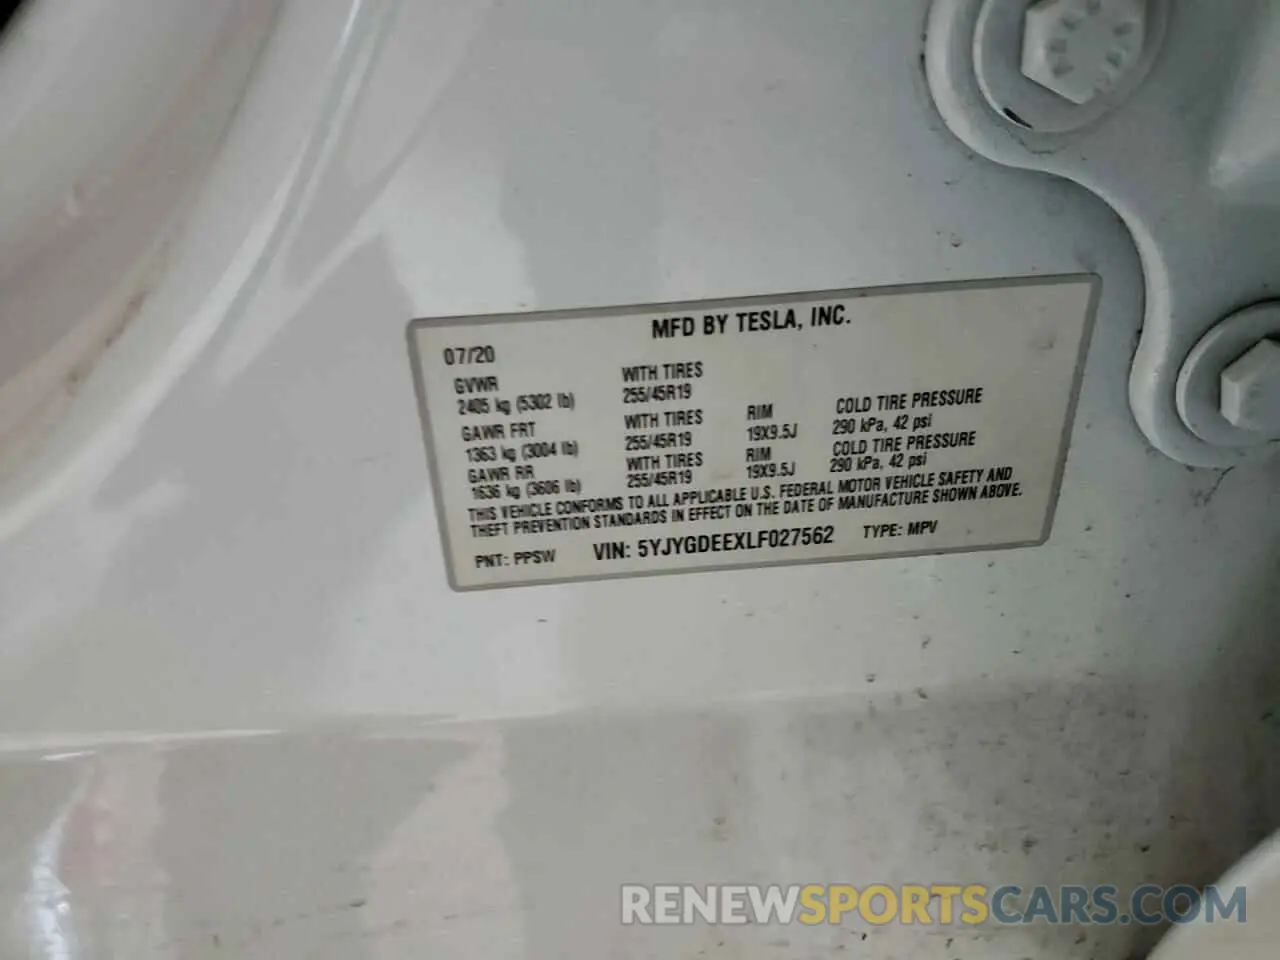 MFD BY TESLA, INC.
07/20
GVWR WITH TIRES
2405 kg (5302 lb) 255/45R19
GAWR FRT WITH TIRES RIM COLD TIRE PRESSURE
1363 kg (3004 lb) 255/45R19 19X9.5J 290 kPa, 42 psi
GAWR RR WITH TIRES RIM COLD TIRE PRESSURE
1636 kg (3606 lb) 255/45R19 19X9.5J 290 kPa, 42 psi
THIS VEHICLE CONFORMS TO ALL APPLICABLE U.S. FEDERAL MOTOR VEHICLE SAFETY AND
THEFT PREVENTION STANDARDS IN EFFECT ON THE DATE OF MANUFACTURE SHOWN ABOVE.
PNT: PPSW VIN: 5YJYGDEEXLF027562 TYPE: MPV
RENEWSPORTSCARS.COM